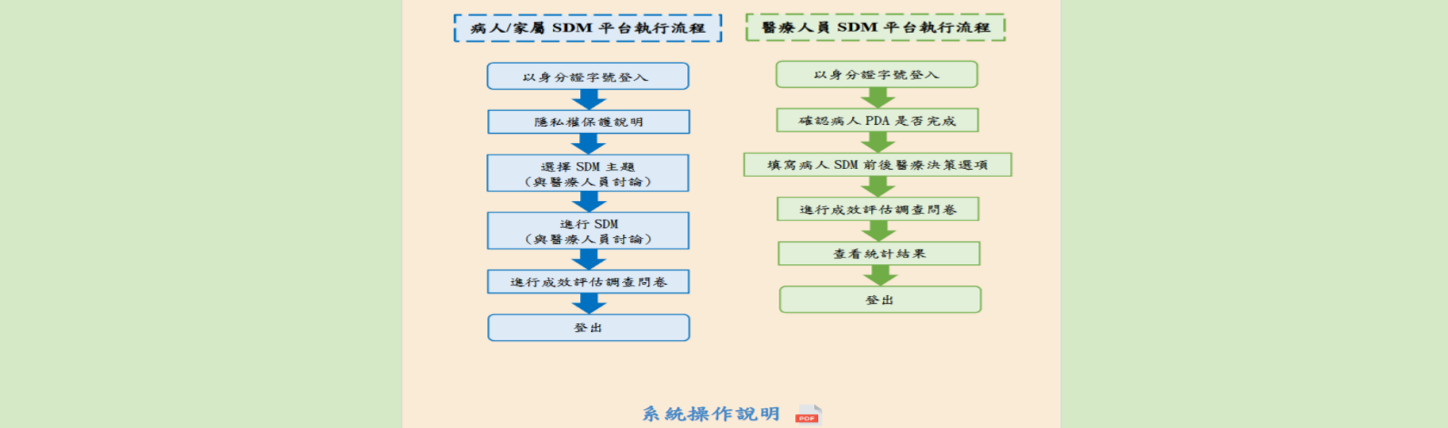 病人/家屬 SDM 平台執行流程
以身分證字號登入
隱私權保護說明
選擇 SDM 主題
（與醫療人員討論）
進行 SDM
（與醫療人員討論）
進行成效評估調查問卷
登出
醫療人員 SDM 平台執行流程
以身分證字號登入
確認病人 PDA 是否完成
填寫病人 SDM 前後醫療決策選項
進行成效評估調查問卷
查看統計結果
登出
系統操作說明
PDF